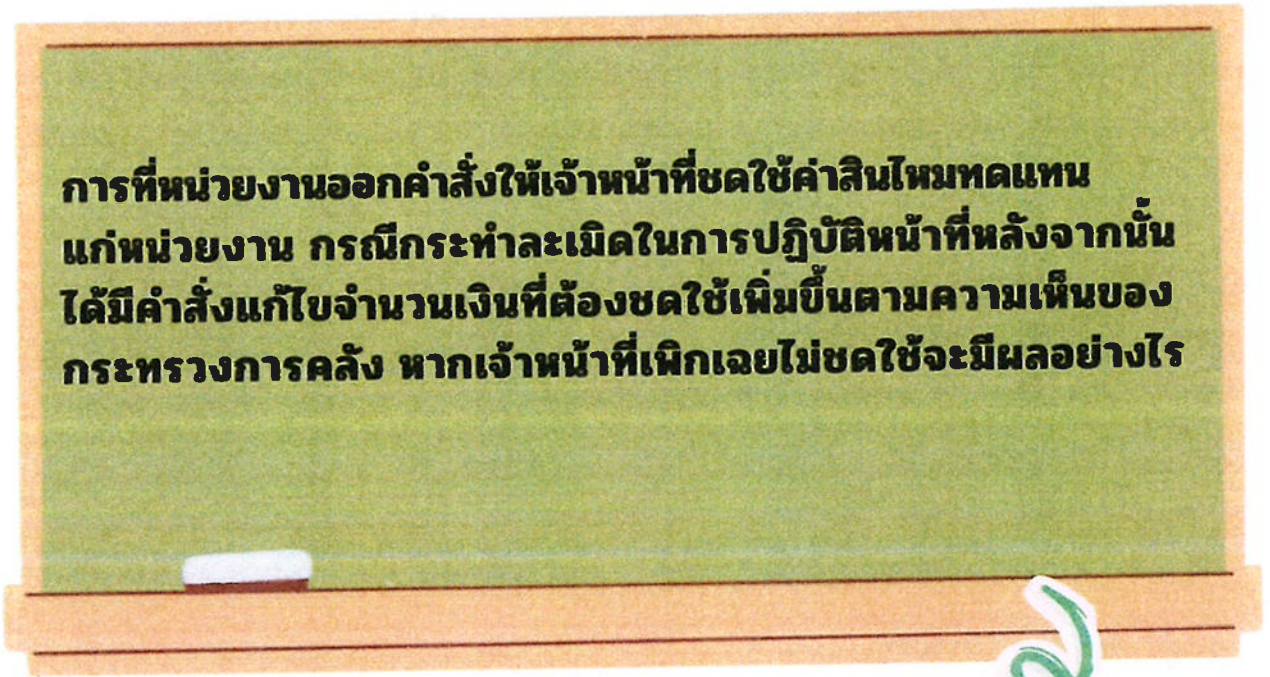 การที่หน่วยงานออกคำสั่งให้เจ้าหน้าที่ชดใช้ค่าสินไหมทดแทน
แก่หน่วยงาน กรณีกระทำละเมิดในการปฏิบัติหน้าที่หลังจากนั้น
ได้มีคำสั่งแก้ไขจำนวนเงินที่ต้องชดใช้เพิ่มขึ้นตามความเห็นของ
กระทรวงการคลัง หากเจ้าหน้าที่เพิกเฉยไม่ชดใช้จะมีผลอย่างไร